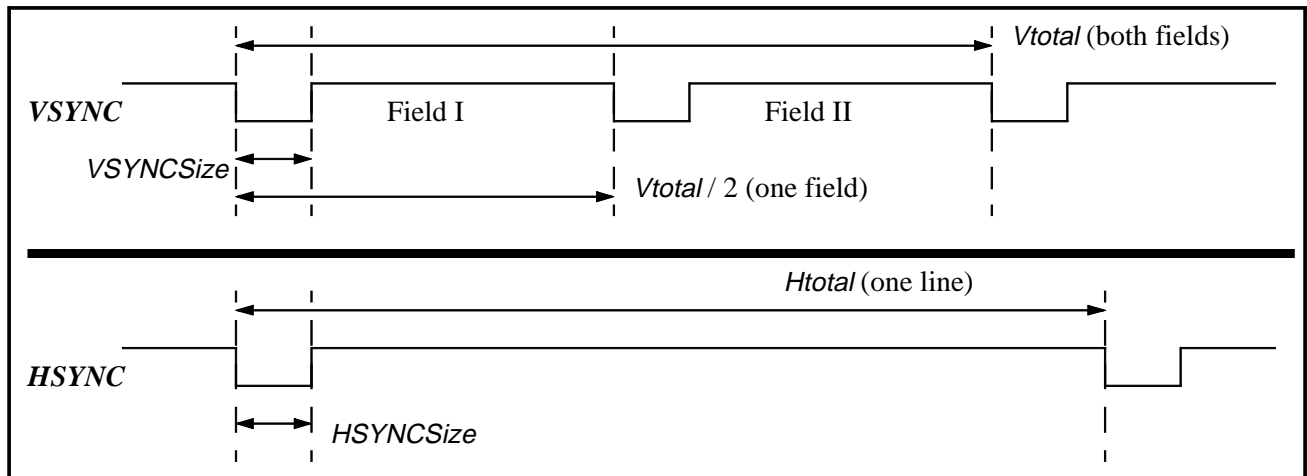 Vtotal (both fields)
VSYNC
Field I
Field II
VSYNCSize
Vtotal / 2 (one field)
Htotal (one line)
HSYNC
HSYNCSize